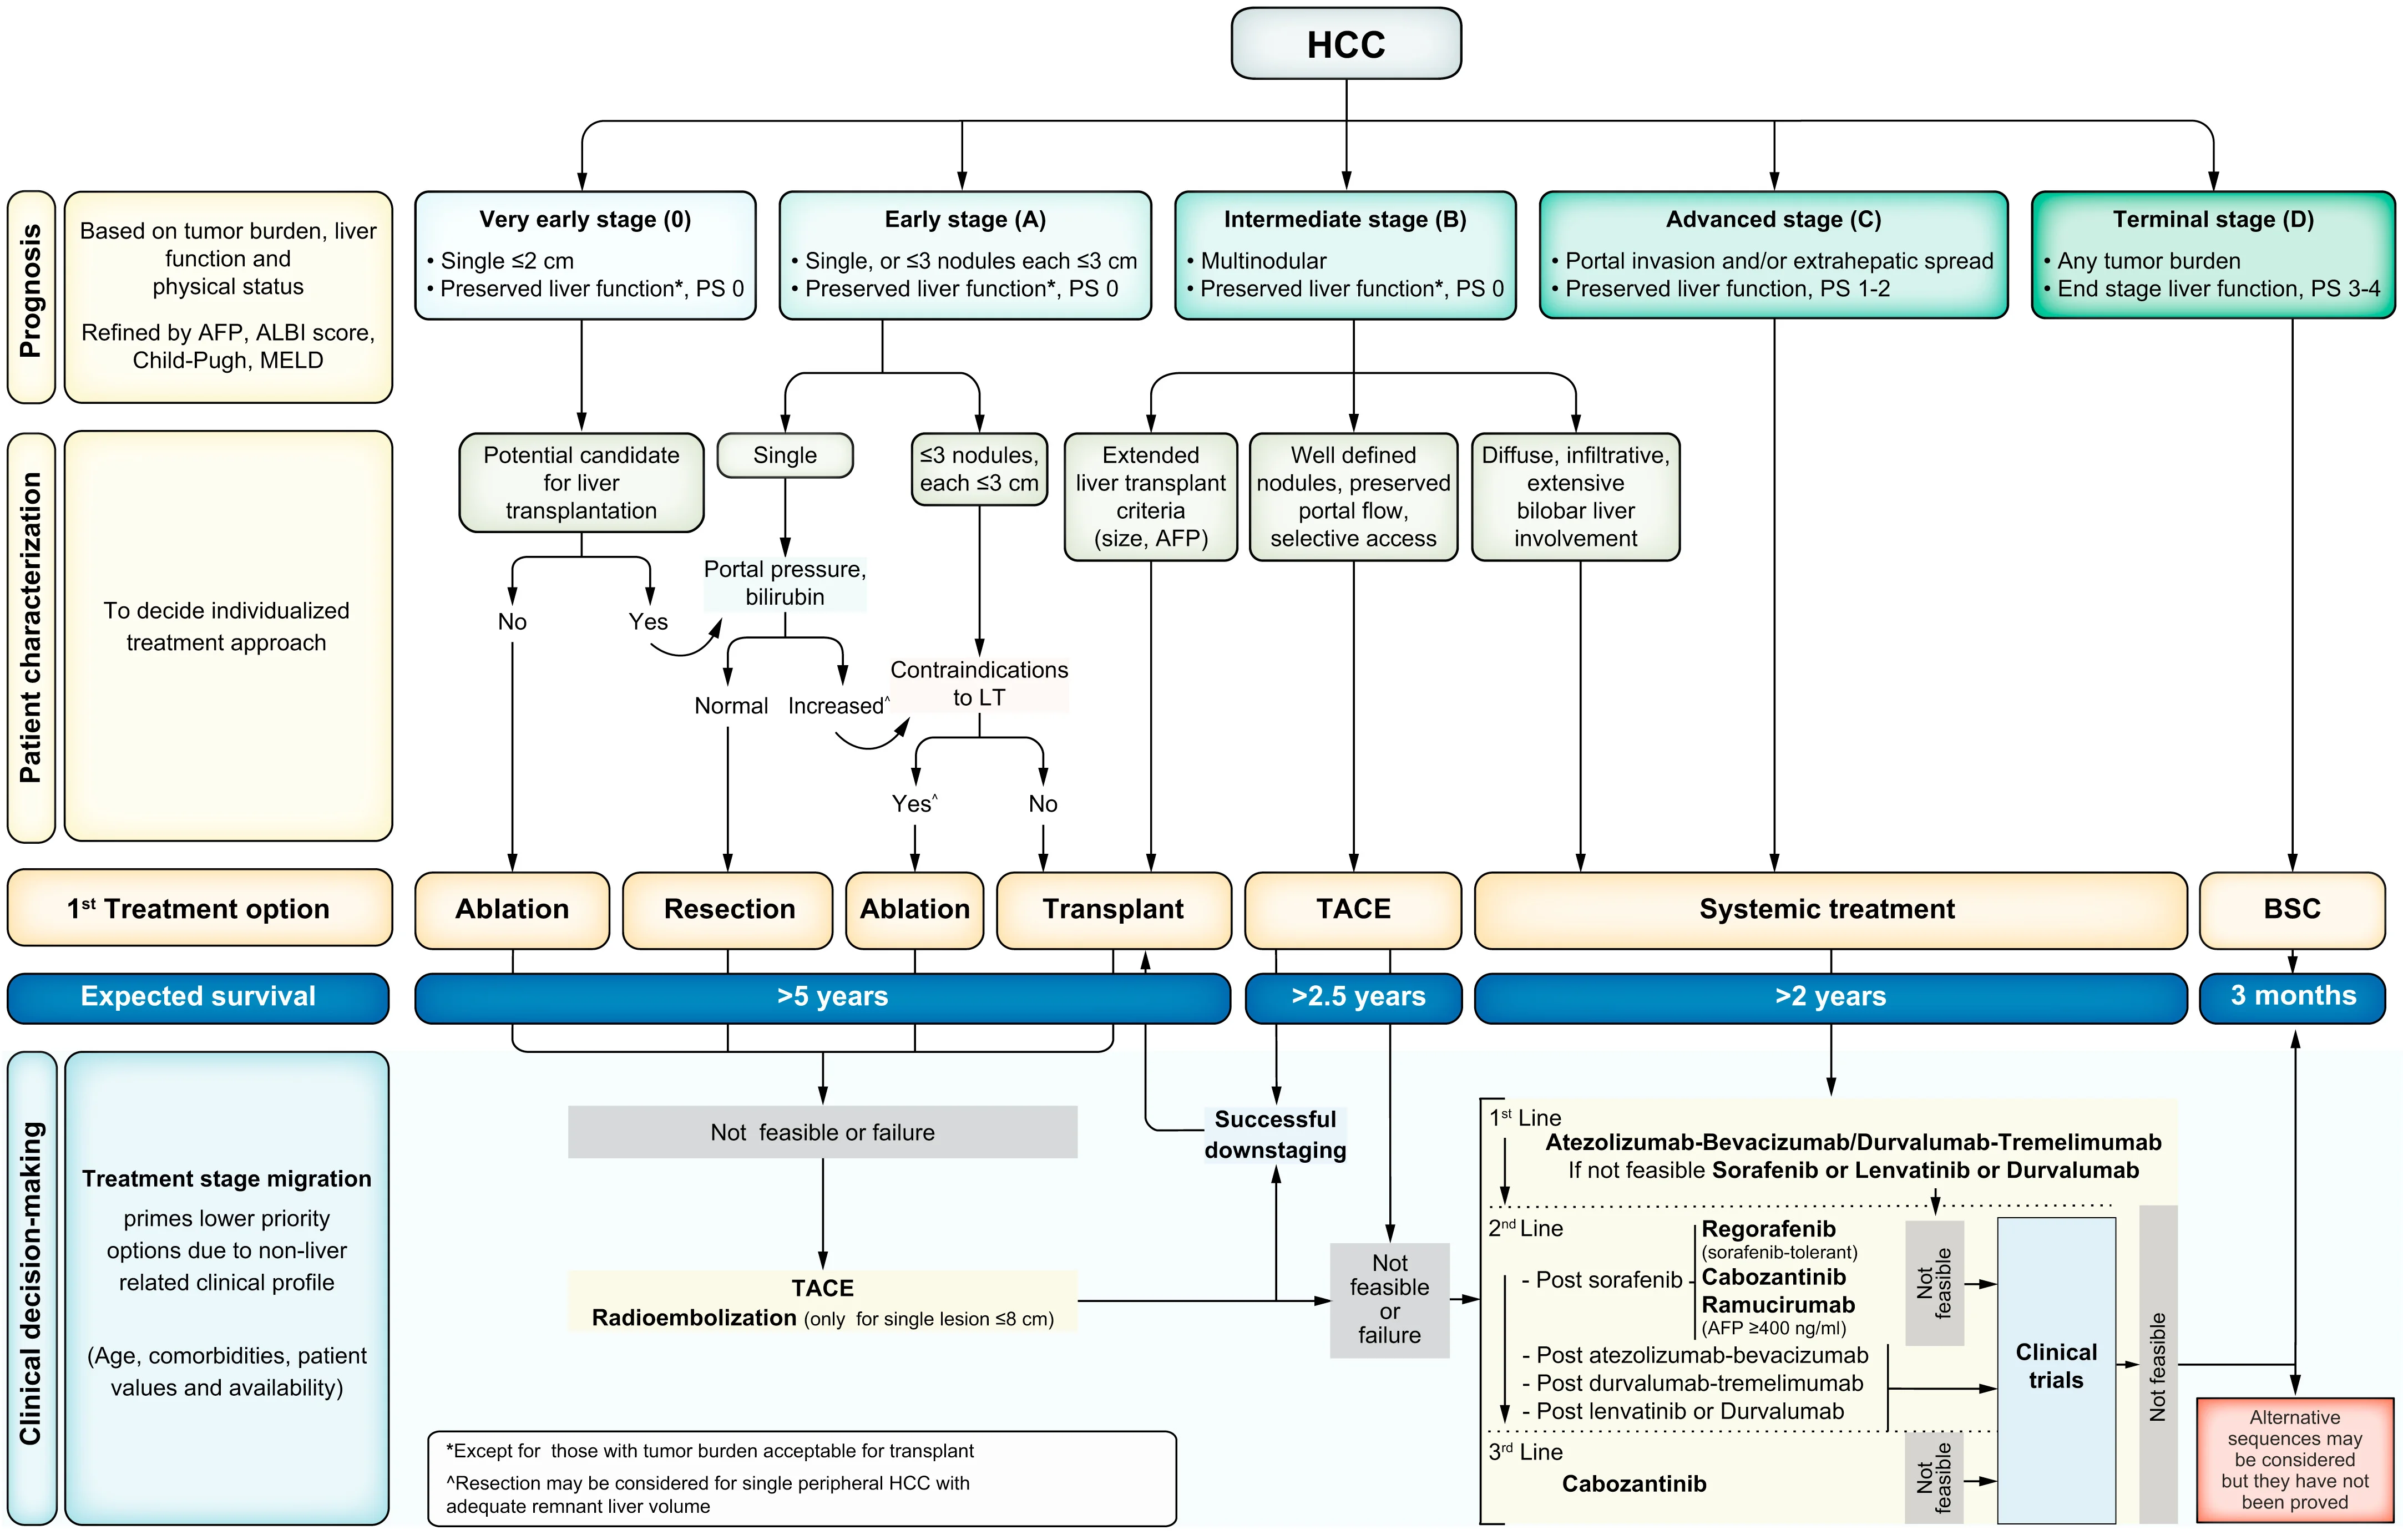 HCC
Prognosis
Based on tumor burden, liver
function and
physical status
Refined by AFP, ALBI score,
Child-Pugh, MELD
Very early stage (0)
• Single ≤2 cm
• Preserved liver function*, PS 0
Early stage (A)
• Single, or ≤3 nodules each ≤3 cm
• Preserved liver function*, PS 0
Intermediate stage (B)
• Multinodular
• Preserved liver function*, PS 0
Advanced stage (C)
• Portal invasion and/or extrahepatic spread
• Preserved liver function, PS 1-2
Terminal stage (D)
• Any tumor burden
• End stage liver function, PS 3-4
Patient characterization
To decide individualized
treatment approach
Potential candidate
for liver
transplantation
No
Yes
Single
Portal pressure,
bilirubin
Normal
Increased^
≤3 nodules,
each ≤3 cm
Contraindications
to LT
Yes^
No
Extended
liver transplant
criteria
(size, AFP)
Well defined
nodules, preserved
portal flow,
selective access
Diffuse, infiltrative,
extensive
bilobar liver
involvement
1st Treatment option
Ablation
Resection
Ablation
Transplant
TACE
Systemic treatment
BSC
Expected survival
>5 years
>2.5 years
>2 years
3 months
Clinical decision-making
Treatment stage migration
primes lower priority
options due to non-liver
related clinical profile
(Age, comorbidities, patient
values and availability)
Not feasible or failure
TACE
Radioembolization (only for single lesion ≤8 cm)
Successful
downstaging
Not
feasible
or
failure
1st Line
Atezolizumab-Bevacizumab/Durvalumab-Tremelimumab
If not feasible Sorafenib or Lenvatinib or Durvalumab
2nd Line
- Post sorafenib
Regorafenib
(sorafenib-tolerant)
Cabozantinib
Ramucirumab
(AFP ≥400 ng/ml)
- Post atezolizumab-bevacizumab
- Post durvalumab-tremelimumab
- Post lenvatinib or Durvalumab
Not
feasible
3rd Line
Cabozantinib
Not
feasible
Clinical
trials
Not feasible
Alternative
sequences may
be considered
but they have not
been proved
*Except for those with tumor burden acceptable for transplant
^Resection may be considered for single peripheral HCC with
adequate remnant liver volume